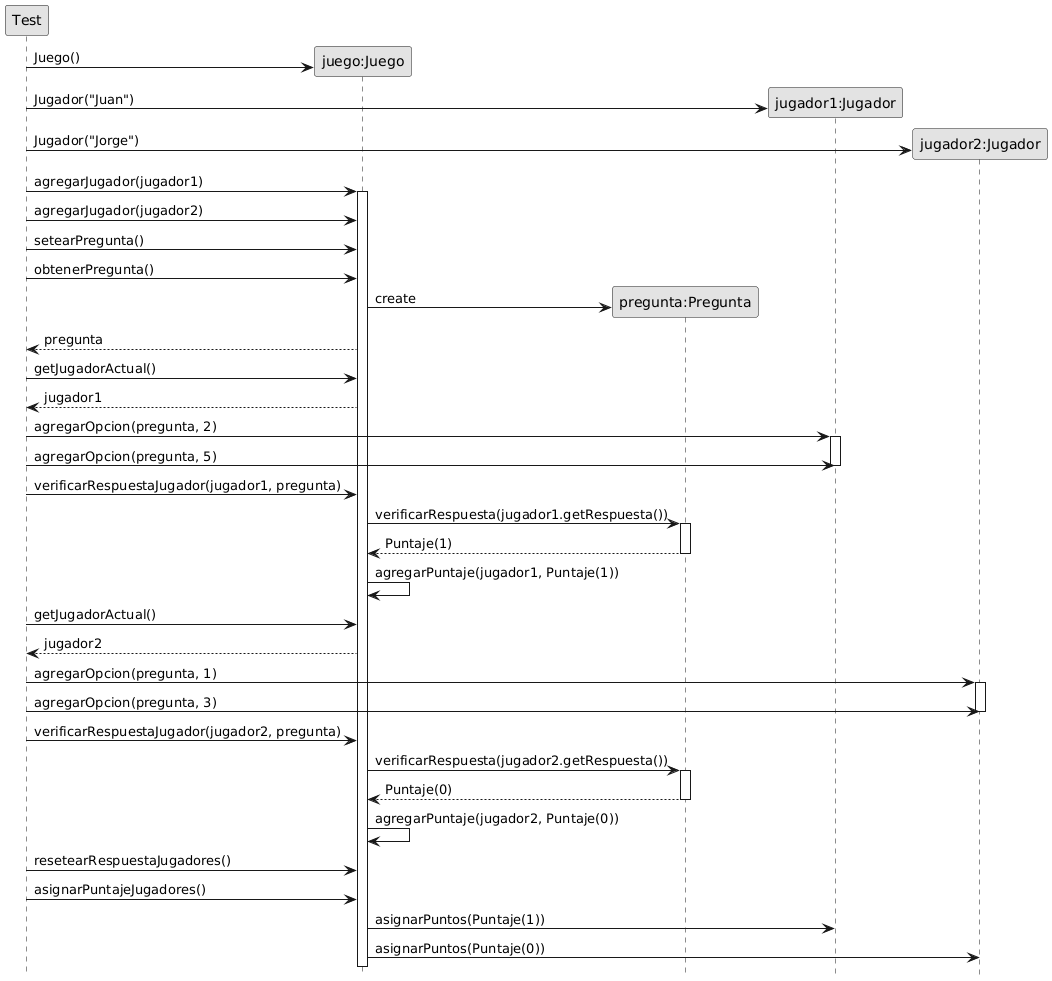 Test
Juego()
juego:Juego
Jugador("Juan")
jugador1:Jugador
Jugador("Jorge")
jugador2:Jugador
agregarJugador(jugador1)
agregarJugador(jugador2)
setearPregunta()
obtenerPregunta()
create
pregunta:Pregunta
pregunta
getJugadorActual()
jugador1
agregarOpcion(pregunta, 2)
agregarOpcion(pregunta, 5)
verificarRespuestaJugador(jugador1, pregunta)
verificarRespuesta(jugador1.getRespuesta())
Puntaje(1)
agregarPuntaje(jugador1, Puntaje(1))
getJugadorActual()
jugador2
agregarOpcion(pregunta, 1)
agregarOpcion(pregunta, 3)
verificarRespuestaJugador(jugador2, pregunta)
verificarRespuesta(jugador2.getRespuesta())
Puntaje(0)
agregarPuntaje(jugador2, Puntaje(0))
resetearRespuestaJugadores()
asignarPuntajeJugadores()
asignarPuntos(Puntaje(1))
asignarPuntos(Puntaje(0))